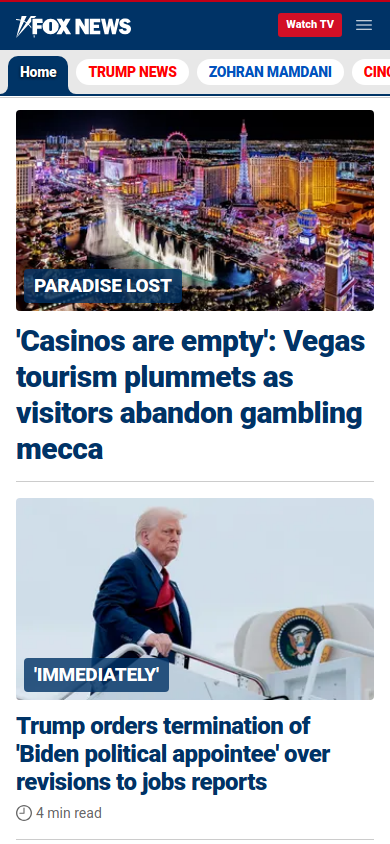 FOX NEWS
Watch TV
Home
TRUMP NEWS
ZOHRAN MAMDANI
PARADISE LOST
'Casinos are empty': Vegas
tourism plummets as
visitors abandon gambling
mecca
'IMMEDIATELY'
Trump orders termination of
'Biden political appointee' over
revisions to jobs reports
4 min read